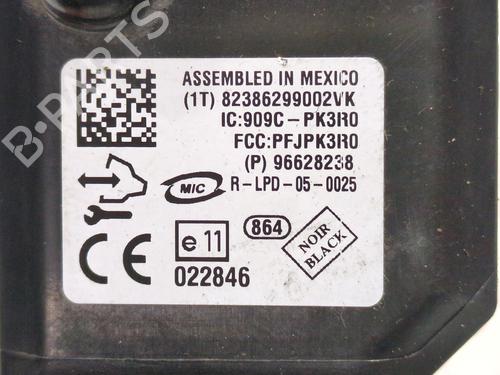 B-PARTS
ASSEMBLED IN MEXICO
(1T) 82386299002VK
IC:909C-PK3R0
FCC:PFJPK3R0
(P) 96628238
MIC R-LPD-05-0025
e 11
864
NOIR
BLACK
CE
022846